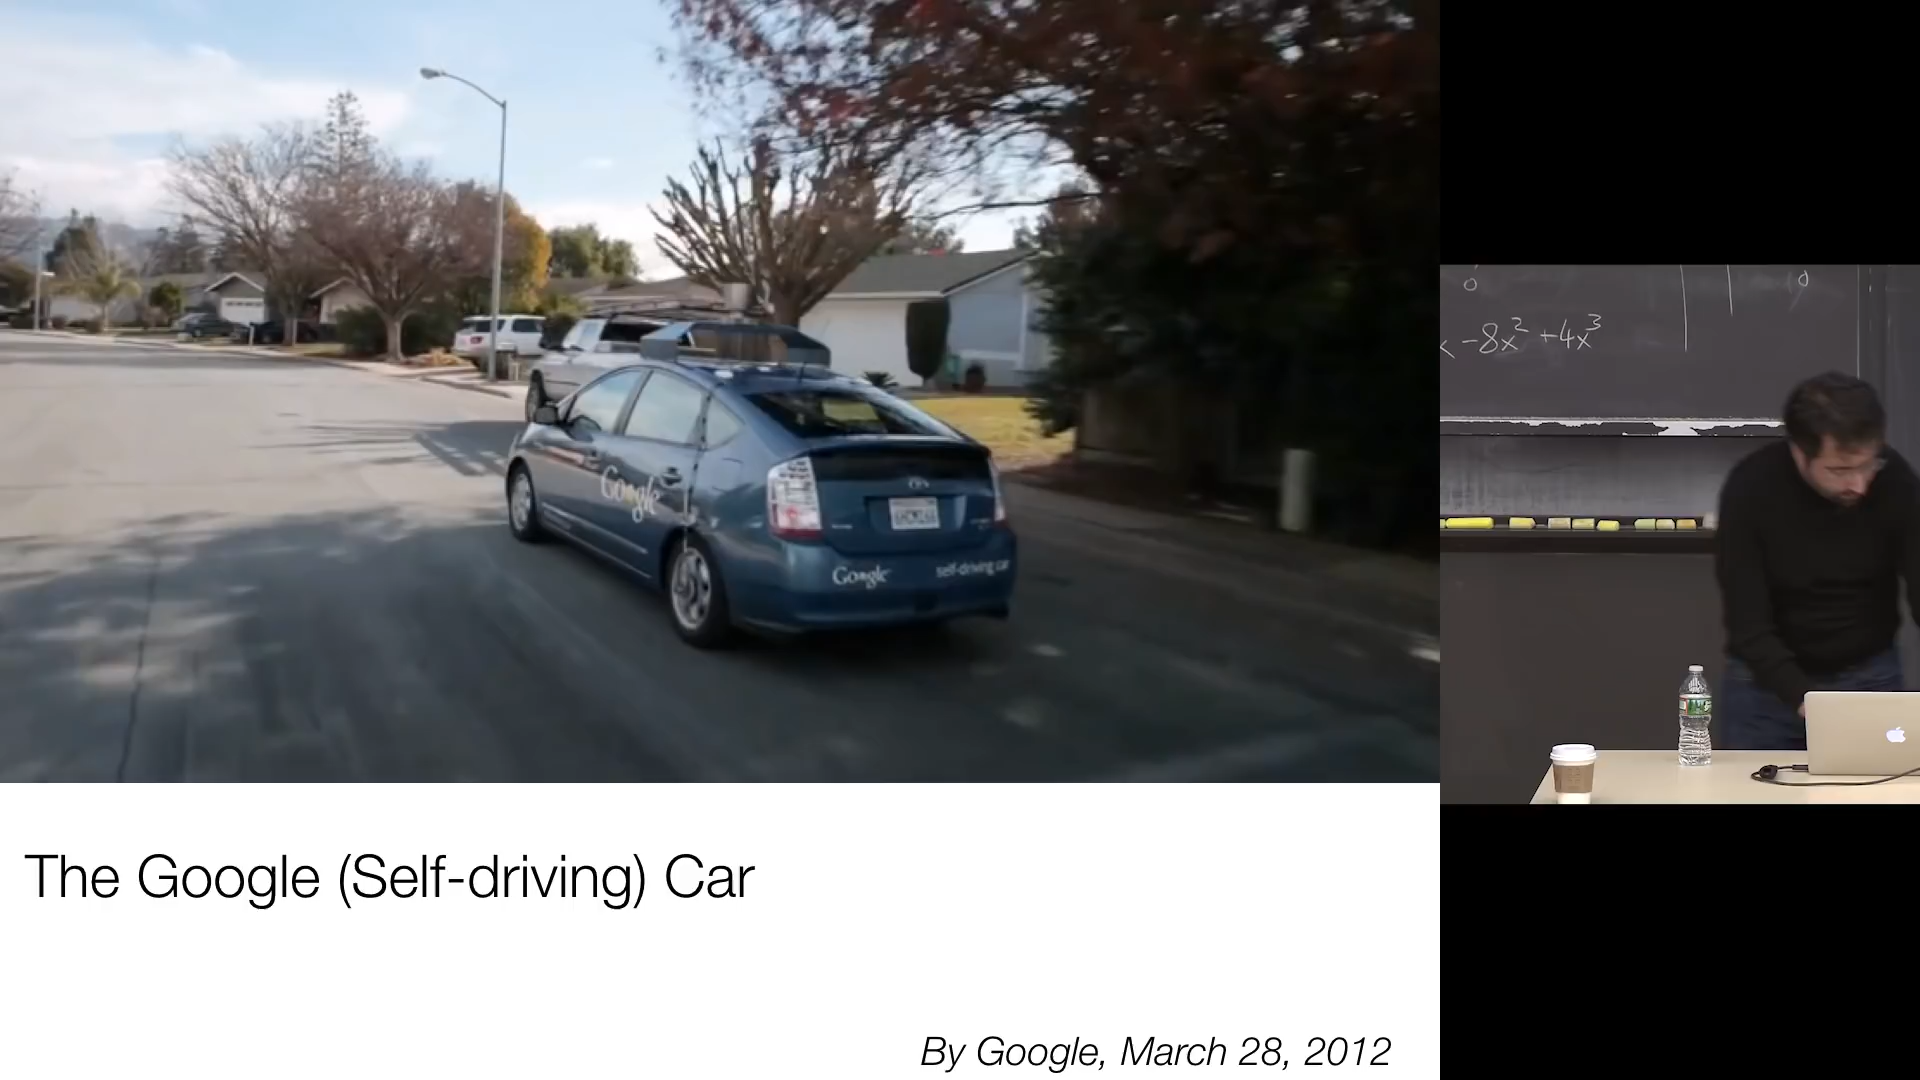 Google
Google self-driving car
The Google (Self-driving) Car
By Google, March 28, 2012
-8x² +4x³